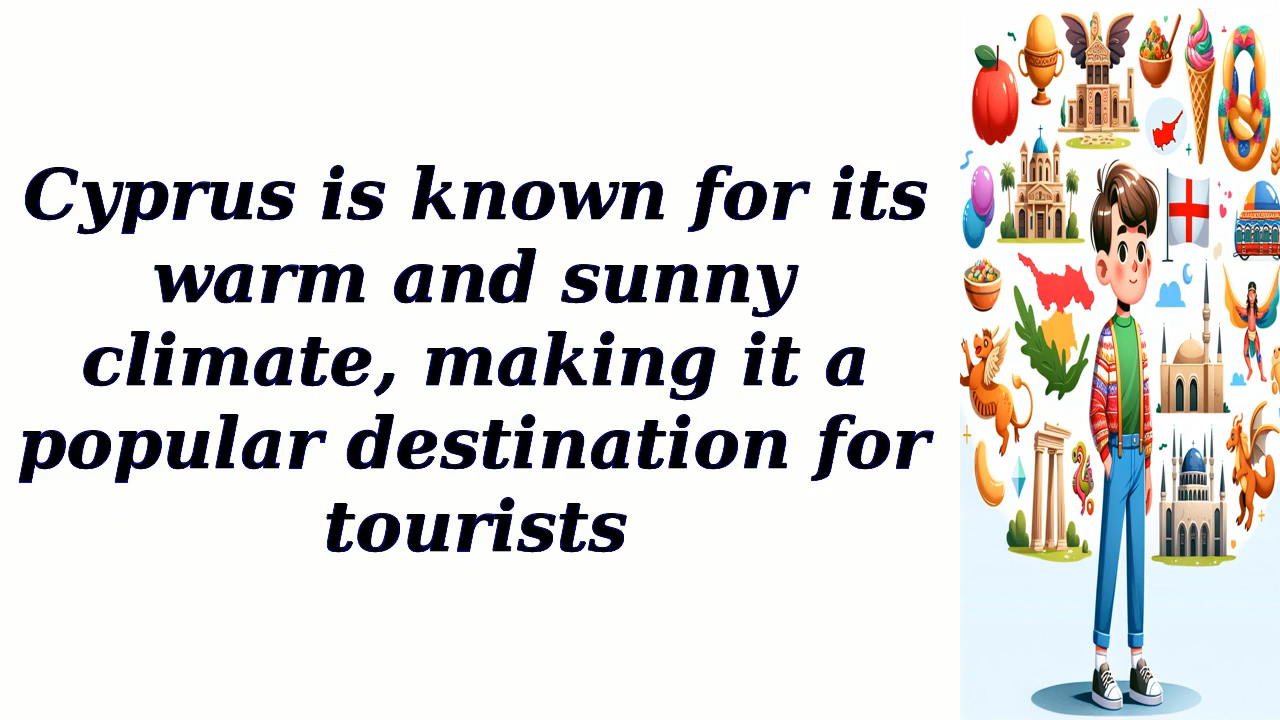 Cyprus is known for its
warm and sunny
climate, making it a
popular destination for
tourists